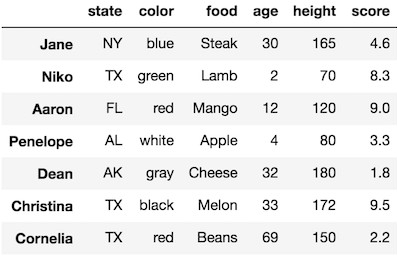 state color food age height score
Jane NY blue Steak 30 165 4.6
Niko TX green Lamb 2 70 8.3
Aaron FL red Mango 12 120 9.0
Penelope AL white Apple 4 80 3.3
Dean AK gray Cheese 32 180 1.8
Christina TX black Melon 33 172 9.5
Cornelia TX red Beans 69 150 2.2